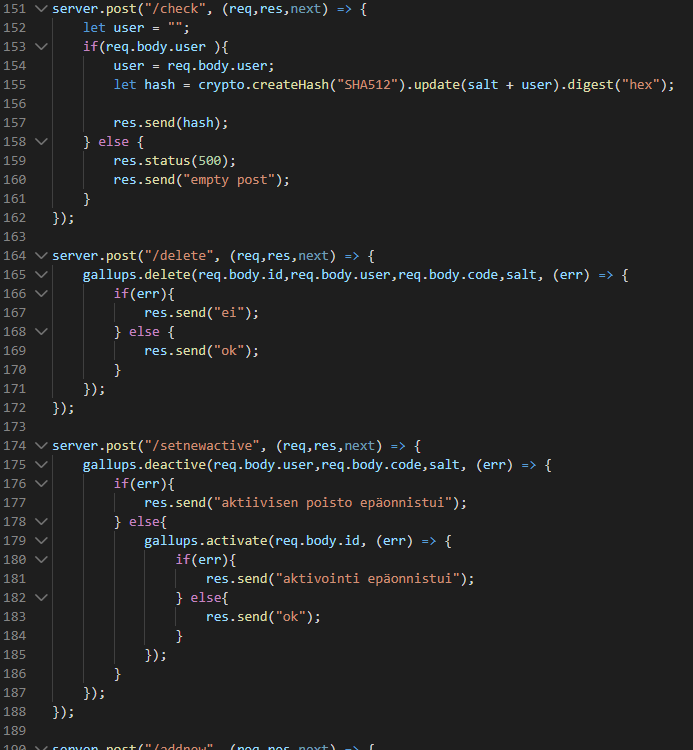 151 server.post("/check", (req,res,next) => {
152 let user = "";
153 if(req.body.user ){
154 user = req.body.user;
155 let hash = crypto.createHash("SHA512").update(salt + user).digest("hex");
156
157 res.send(hash);
158 } else {
159 res.status(500);
160 res.send("empty post");
161 }
162 });
163
164 server.post("/delete", (req,res,next) => {
165 gallups.delete(req.body.id,req.body.user,req.body.code,salt, (err) => {
166 if(err){
167 res.send("ei");
168 } else {
169 res.send("ok");
170 }
171 });
172 });
173
174 server.post("/setnewactive", (req,res,next) => {
175 gallups.deactive(req.body.user,req.body.code,salt, (err) => {
176 if(err){
177 res.send("aktiivisen poisto epäonnistui");
178 } else{
179 gallups.activate(req.body.id, (err) => {
180 if(err){
181 res.send("aktivointi epäonnistui");
182 } else{
183 res.send("ok");
184 }
185 });
186 }
187 });
188 });
189
190 server.post("/addnew", (req,res,next) => {